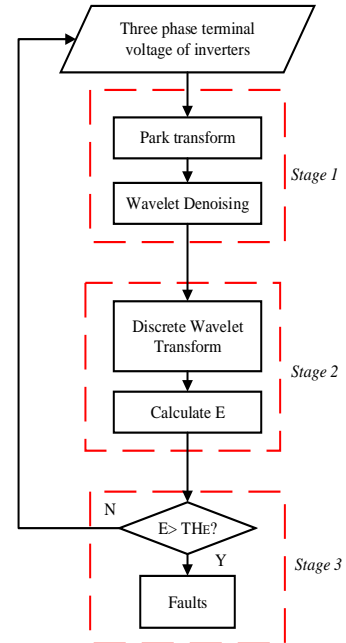 Three phase terminal
voltage of inverters
Park transform
Stage 1
Wavelet Denoising
Discrete Wavelet
Transform
Stage 2
Calculate E
N
E> THE?
Y
Stage 3
Faults